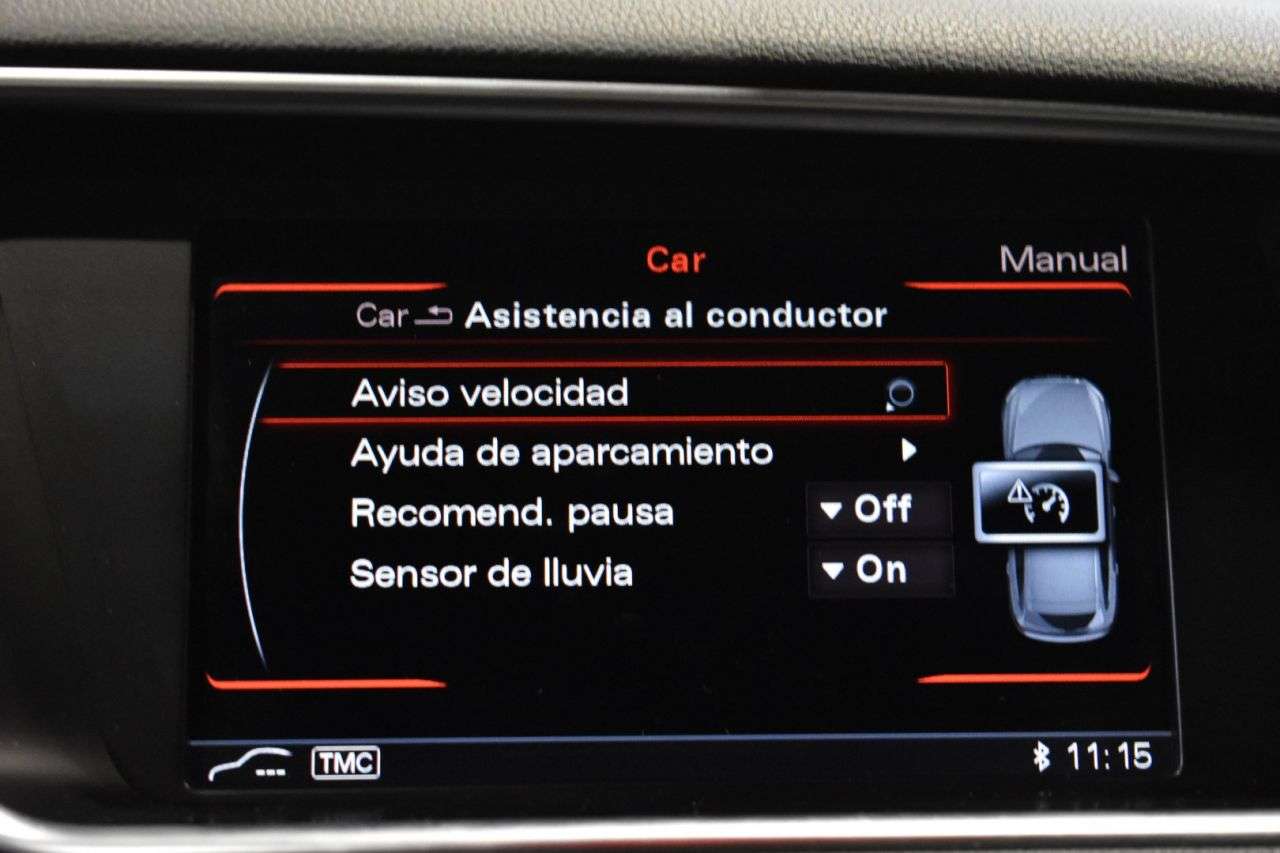 Car Manual
Car Asistencia al conductor
Aviso velocidad
Ayuda de aparcamiento
Recomend. pausa Off
Sensor de lluvia On
TMC 11:15